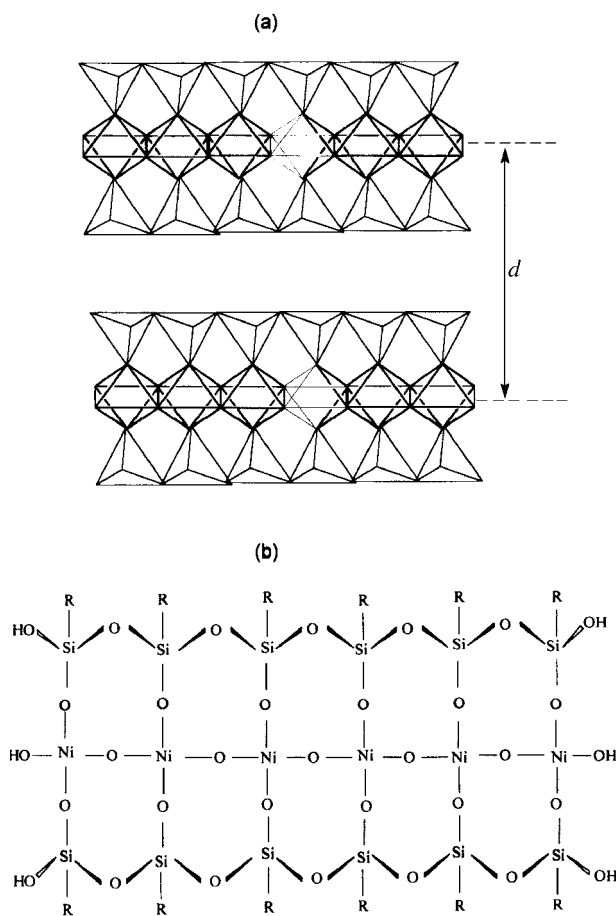 (a)
d
(b)
R R R R R R
HO O O O O O OH
Si Si Si Si Si Si
O O O O O O
HO Ni O Ni O Ni O Ni O Ni O Ni OH
O O O O O O
Si Si Si Si Si Si
HO O O O O O OH
R R R R R R